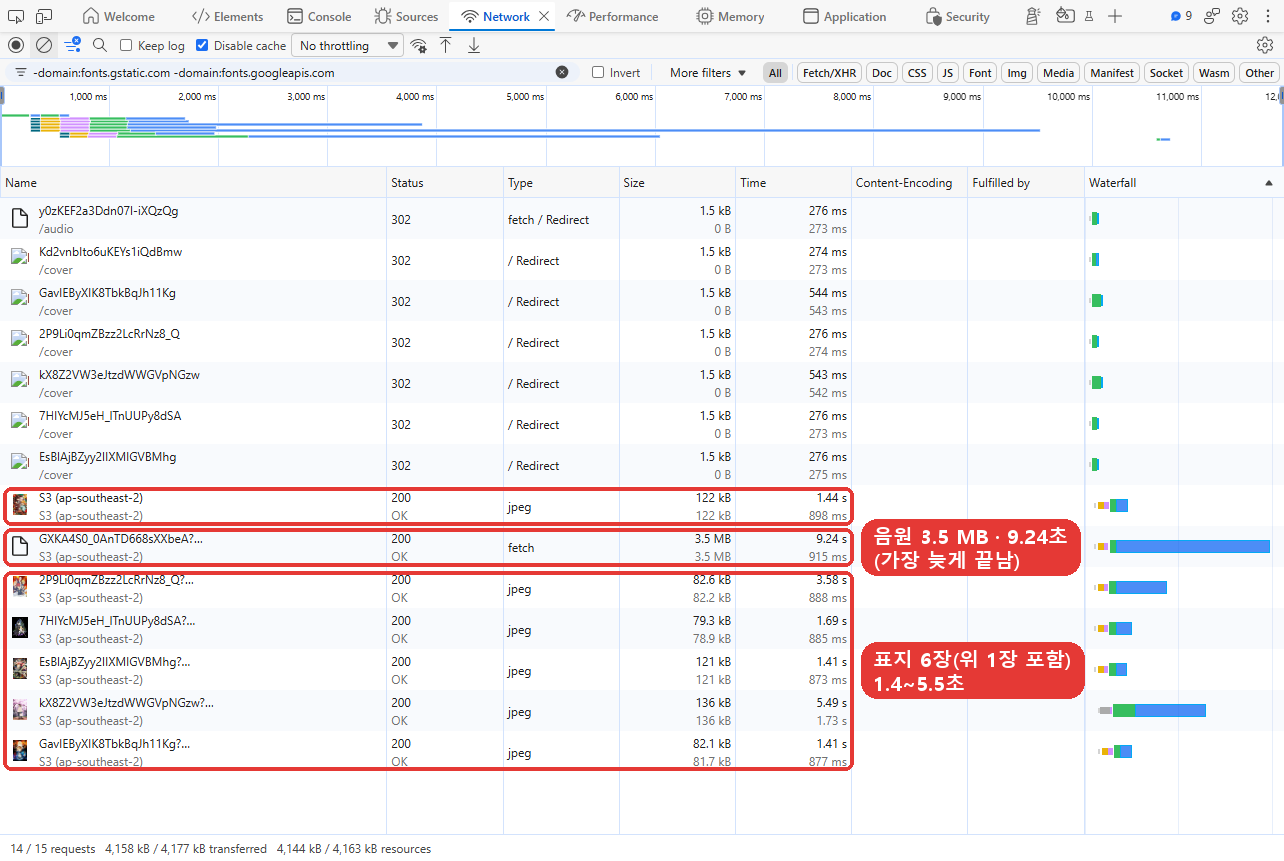 Welcome Elements Console Sources Network Performance Memory Application Security 9
Keep log Disable cache No throttling
-domain:fonts.gstatic.com -domain:fonts.googleapis.com Invert More filters All Fetch/XHR Doc CSS JS Font Img Media Manifest Socket Wasm Other
1,000 ms 2,000 ms 3,000 ms 4,000 ms 5,000 ms 6,000 ms 7,000 ms 8,000 ms 9,000 ms 10,000 ms 11,000 ms 12,0
Name Status Type Size Time Content-Encoding Fulfilled by Waterfall
y0zKEF2a3Ddn07I-iXQzQg 302 fetch / Redirect 1.5 kB 276 ms
/audio 0 B 273 ms
Kd2vnbIto6uKEYs1iQdBmw 302 / Redirect 1.5 kB 274 ms
/cover 0 B 273 ms
GavIEByXIK8TbkBqJh11Kg 302 / Redirect 1.5 kB 544 ms
/cover 0 B 543 ms
2P9Li0qmZBzz2LcRrNz8_Q 302 / Redirect 1.5 kB 276 ms
/cover 0 B 274 ms
kX8Z2VW3eJtzdWWGVpNGzw 302 / Redirect 1.5 kB 543 ms
/cover 0 B 542 ms
7HIYcMJ5eH_ITnUUPy8dSA 302 / Redirect 1.5 kB 276 ms
/cover 0 B 273 ms
EsBIAjBZyy2IIXMIGVBMhg 302 / Redirect 1.5 kB 276 ms
/cover 0 B 275 ms
S3 (ap-southeast-2) 200 jpeg 122 kB 1.44 s
S3 (ap-southeast-2) OK 122 kB 898 ms
GXKA4S0_0AnTD668sXXbeA?... 200 fetch 3.5 MB 9.24 s
S3 (ap-southeast-2) OK 3.5 MB 915 ms
음원 3.5 MB · 9.24초
(가장 늦게 끝남)
2P9Li0qmZBzz2LcRrNz8_Q?... 200 jpeg 82.6 kB 3.58 s
S3 (ap-southeast-2) OK 82.2 kB 888 ms
7HIYcMJ5eH_ITnUUPy8dSA?... 200 jpeg 79.3 kB 1.69 s
S3 (ap-southeast-2) OK 78.9 kB 885 ms
EsBIAjBZyy2IIXMIGVBMhg?... 200 jpeg 121 kB 1.41 s
S3 (ap-southeast-2) OK 121 kB 873 ms
표지 6장(위 1장 포함)
1.4~5.5초
kX8Z2VW3eJtzdWWGVpNGzw?... 200 jpeg 136 kB 5.49 s
S3 (ap-southeast-2) OK 136 kB 1.73 s
GavIEByXIK8TbkBqJh11Kg?... 200 jpeg 82.1 kB 1.41 s
S3 (ap-southeast-2) OK 81.7 kB 877 ms
14 / 15 requests 4,158 kB / 4,177 kB transferred 4,144 kB / 4,163 kB resources